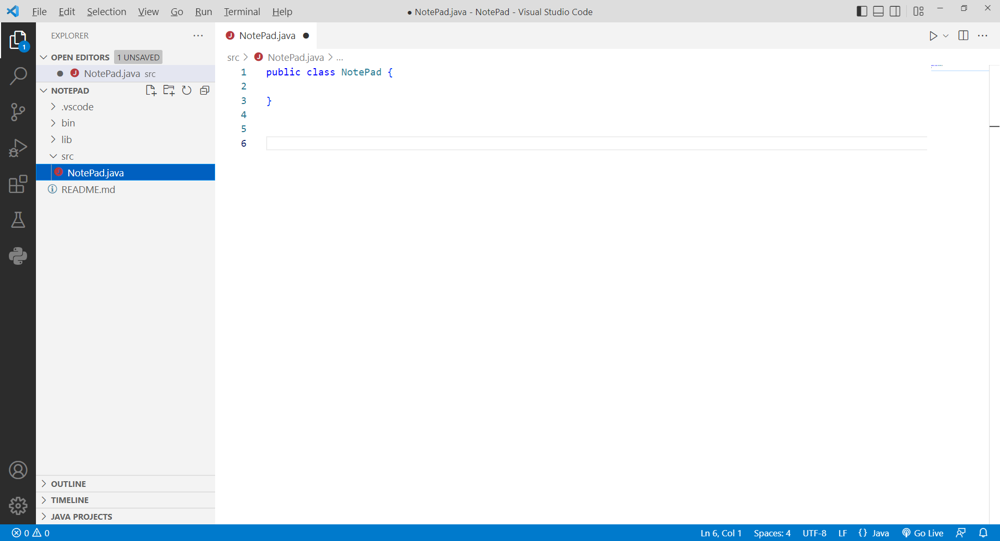 File Edit Selection View Go Run Terminal Help
● NotePad.java - NotePad - Visual Studio Code
1
EXPLORER
OPEN EDITORS 1 UNSAVED
NotePad.java src
NOTEPAD
.vscode
bin
lib
src
NotePad.java
README.md
OUTLINE
TIMELINE
JAVA PROJECTS
NotePad.java
src > NotePad.java > ...
1 public class NotePad {
2
3 }
4
5
6
0 0
Ln 6, Col 1 Spaces: 4 UTF-8 LF {} Java Go Live